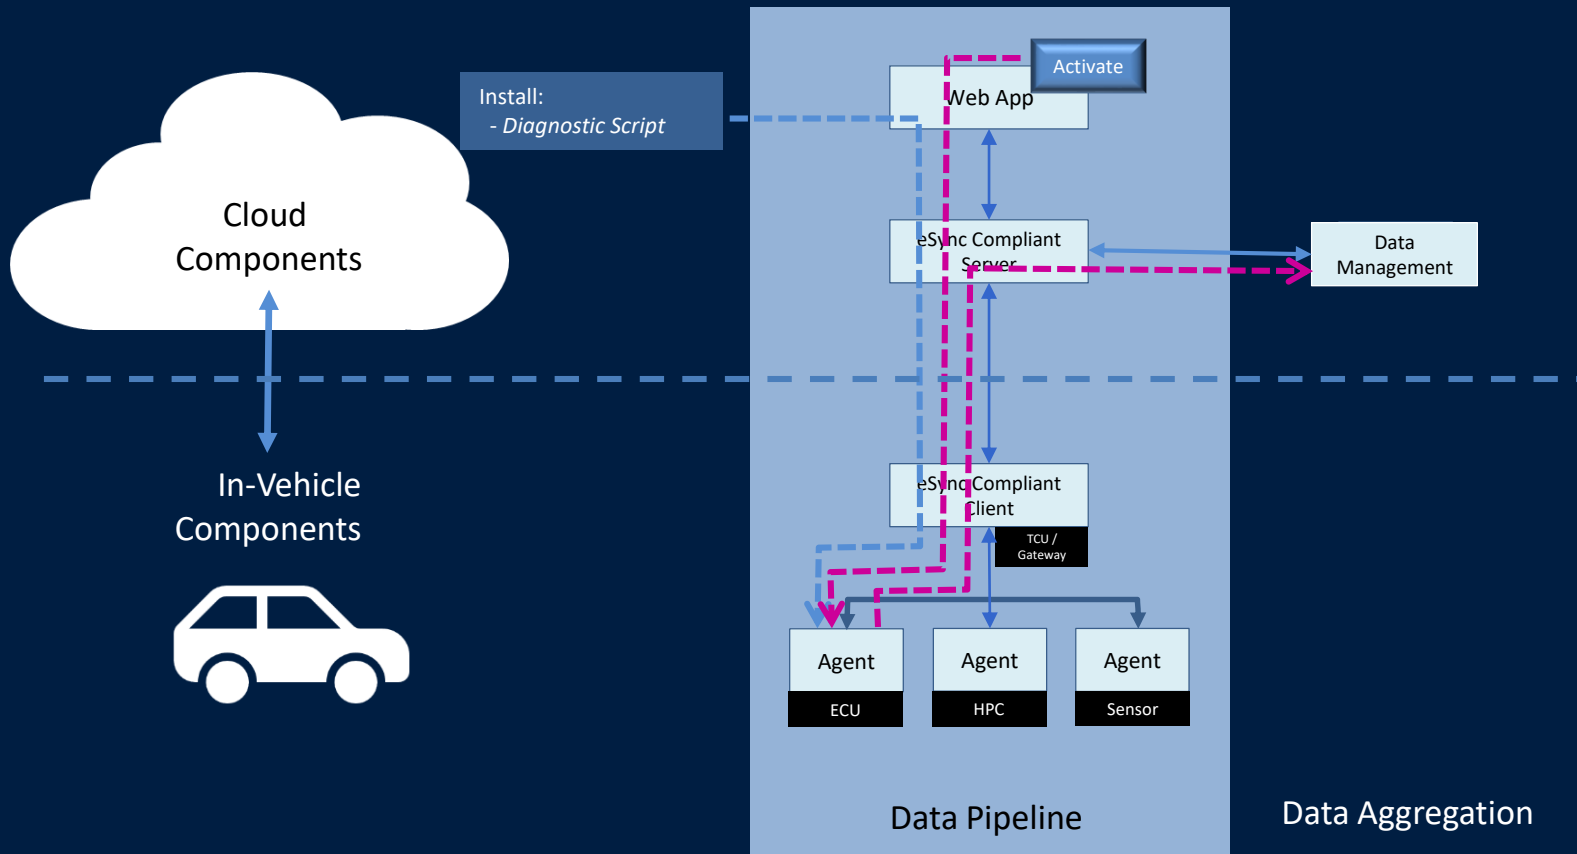 Activate
Web App
Install:
- Diagnostic Script
Cloud
Components
eSync Compliant
Server
Data
Management
In-Vehicle
Components
eSync Compliant
Client
TCU /
Gateway
Agent
Agent
Agent
ECU
HPC
Sensor
Data Pipeline
Data Aggregation